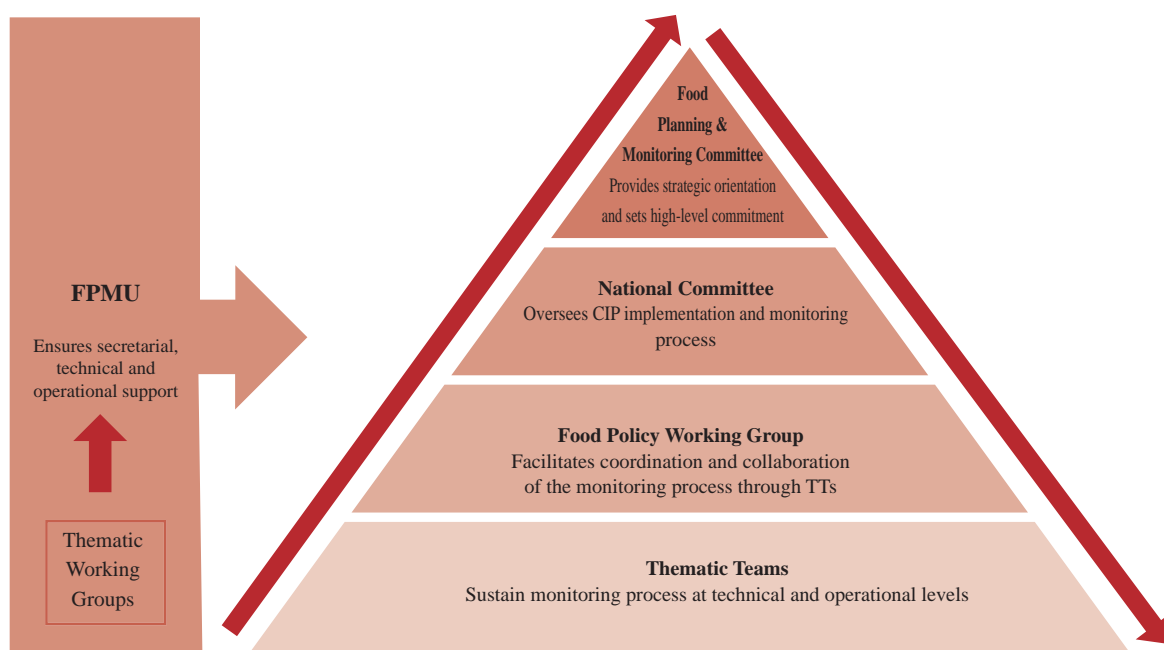 FPMU
Ensures secretarial,
technical and
operational support
Thematic
Working
Groups
Food
Planning &
Monitoring Committee
Provides strategic orientation
and sets high-level commitment
National Committee
Oversees CIP implementation and monitoring
process
Food Policy Working Group
Facilitates coordination and collaboration
of the monitoring process through TTs
Thematic Teams
Sustain monitoring process at technical and operational levels